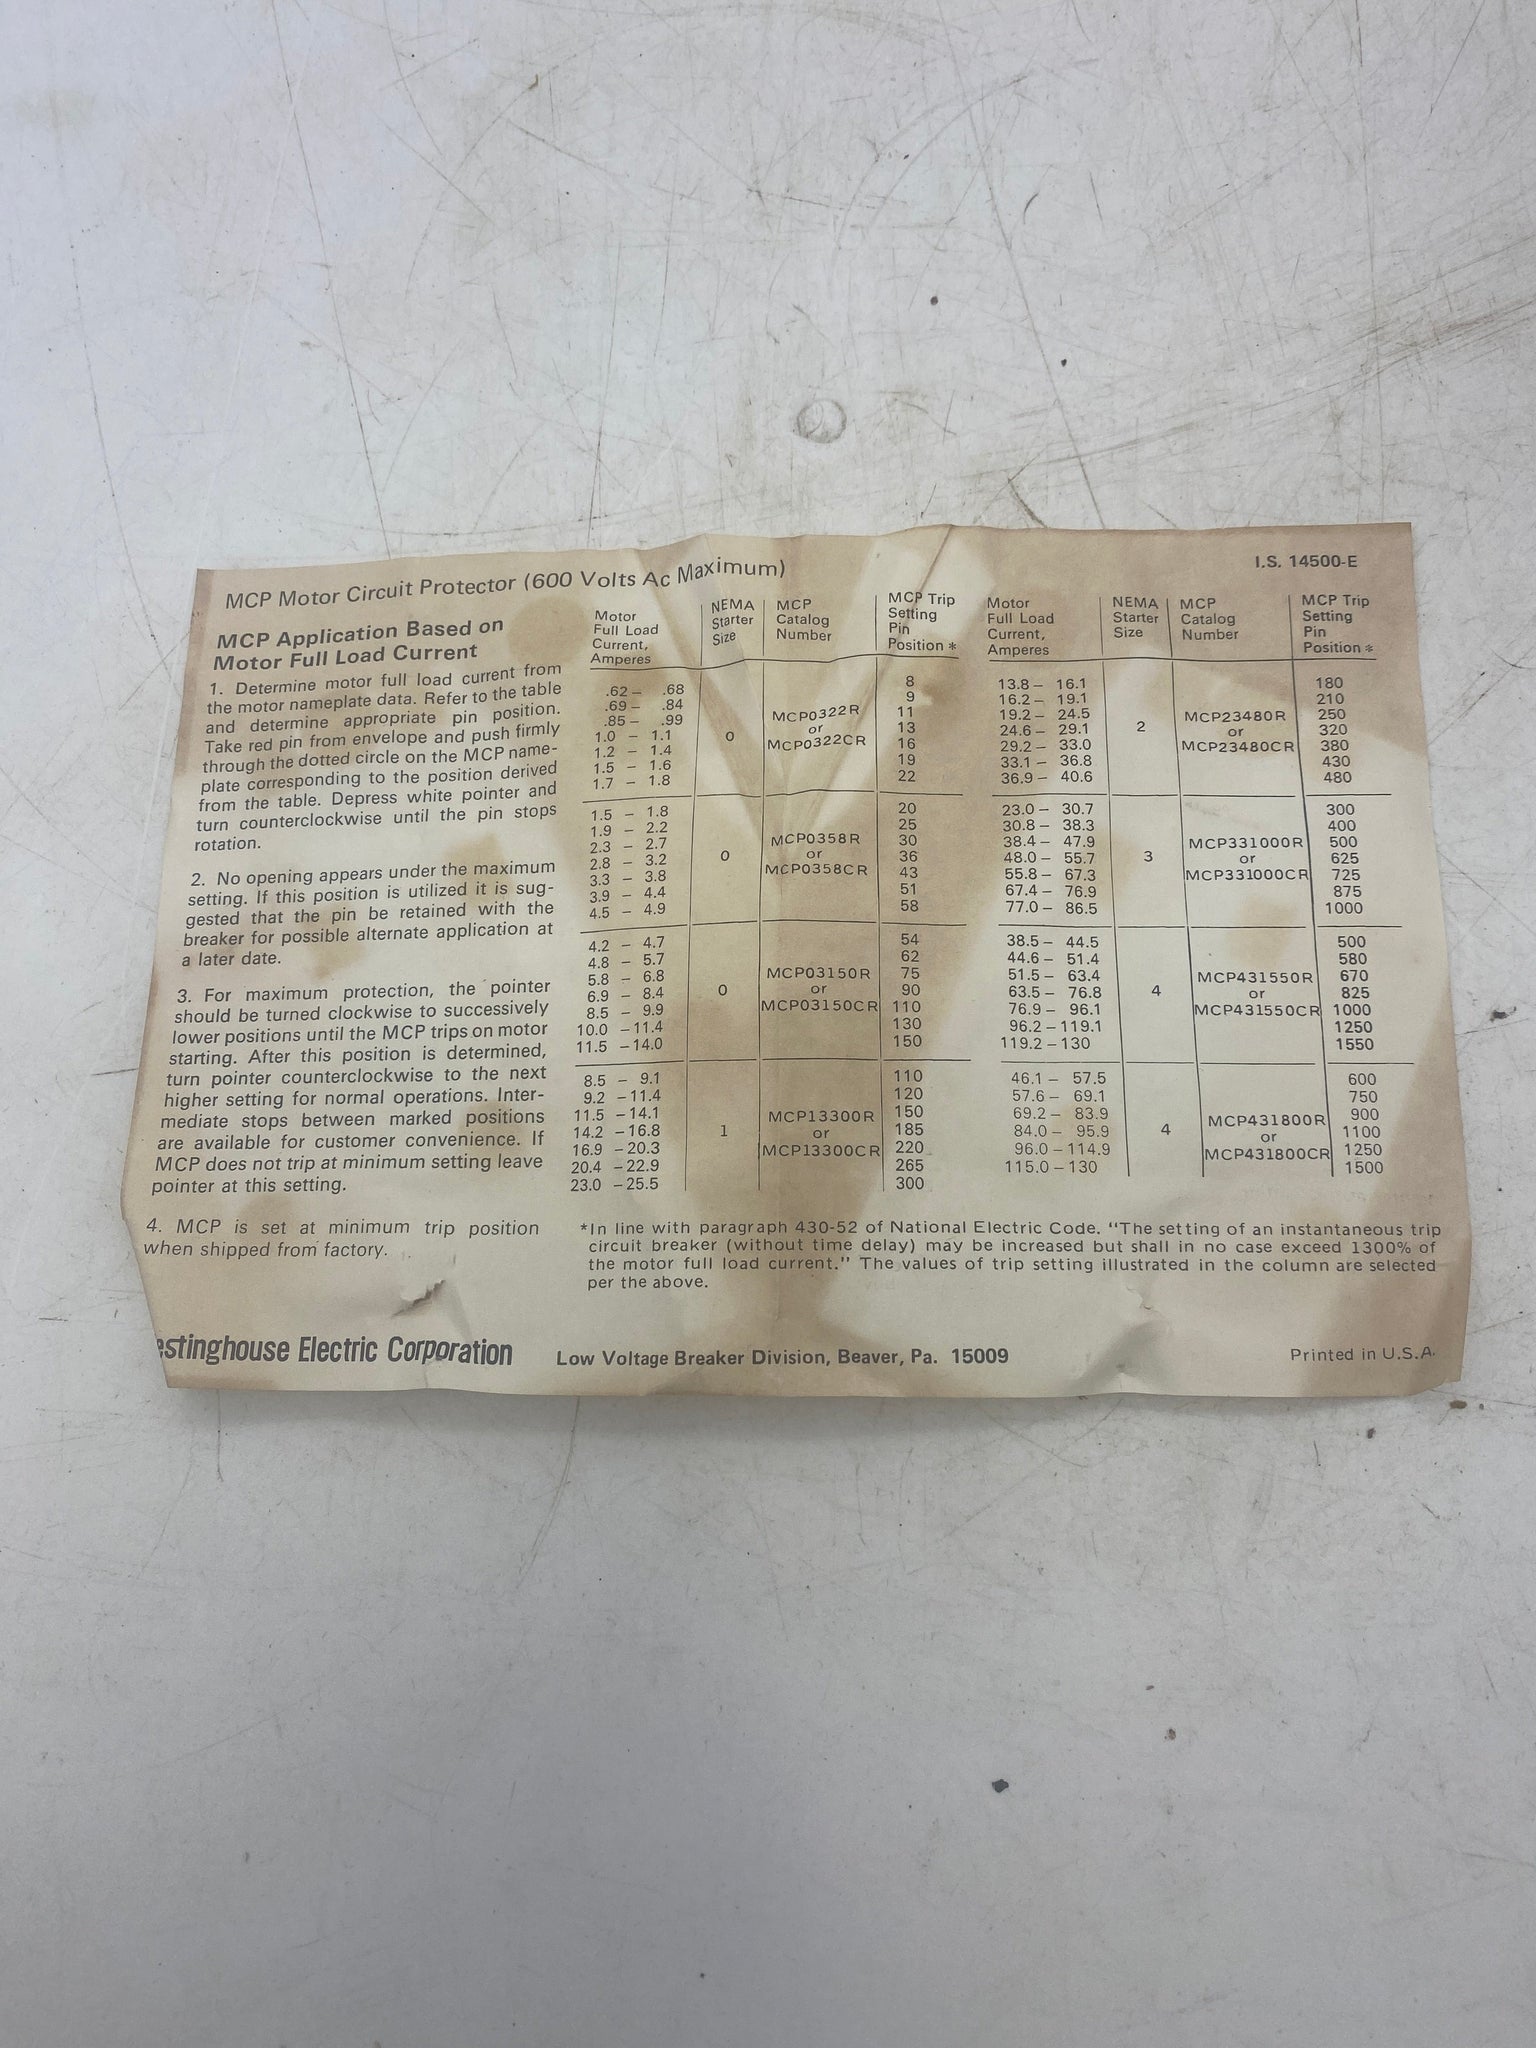 MCP Motor Circuit Protector (600 Volts Ac Maximum)
I.S. 14500-E
MCP Application Based on
Motor Full Load Current
1. Determine motor full load current from
the motor nameplate data. Refer to the table
and determine appropriate pin position.
Take red pin from envelope and push firmly
through the dotted circle on the MCP name-
plate corresponding to the position derived
from the table. Depress white pointer and
turn counterclockwise until the pin stops
rotation.
2. No opening appears under the maximum
setting. If this position is utilized it is sug-
gested that the pin be retained with the
breaker for possible alternate application at
a later date.
3. For maximum protection, the pointer
should be turned clockwise to successively
lower positions until the MCP trips on motor
starting. After this position is determined,
turn pointer counterclockwise to the next
higher setting for normal operations. Inter-
mediate stops between marked positions
are available for customer convenience. If
MCP does not trip at minimum setting leave
pointer at this setting.
4. MCP is set at minimum trip position
when shipped from factory.
Motor Full Load Current, Amperes | NEMA Starter Size | MCP Catalog Number | MCP Trip Setting Pin Position *
.62 – .68 8
.69 – .84 9
.85 – .99 MCP0322R 11
1.0 – 1.1 0 or 13
1.2 – 1.4 MCP0322CR 16
1.5 – 1.6 19
1.7 – 1.8 22
1.5 – 1.8 20
1.9 – 2.2 25
2.3 – 2.7 MCP0358R 30
2.8 – 3.2 0 or 36
3.3 – 3.8 MCP0358CR 43
3.9 – 4.4 51
4.5 – 4.9 58
4.2 – 4.7 54
4.8 – 5.7 62
5.8 – 6.8 MCP03150R 75
6.9 – 8.4 0 or 90
8.5 – 9.9 MCP03150CR 110
10.0 – 11.4 130
11.5 – 14.0 150
8.5 – 9.1 110
9.2 – 11.4 120
11.5 – 14.1 MCP13300R 150
14.2 – 16.8 1 or 185
16.9 – 20.3 MCP13300CR 220
20.4 – 22.9 265
23.0 – 25.5 300
Motor Full Load Current, Amperes | NEMA Starter Size | MCP Catalog Number | MCP Trip Setting Pin Position *
13.8 – 16.1 180
16.2 – 19.1 210
19.2 – 24.5 MCP23480R 250
24.6 – 29.1 2 or 320
29.2 – 33.0 MCP23480CR 380
33.1 – 36.8 430
36.9 – 40.6 480
23.0 – 30.7 300
30.8 – 38.3 400
38.4 – 47.9 MCP331000R 500
48.0 – 55.7 3 or 625
55.8 – 67.3 MCP331000CR 725
67.4 – 76.9 875
77.0 – 86.5 1000
38.5 – 44.5 500
44.6 – 51.4 580
51.5 – 63.4 MCP431550R 670
63.5 – 76.8 4 or 825
76.9 – 96.1 MCP431550CR 1000
96.2 – 119.1 1250
119.2 – 130 1550
46.1 – 57.5 600
57.6 – 69.1 750
69.2 – 83.9 MCP431800R 900
84.0 – 95.9 4 or 1100
96.0 – 114.9 MCP431800CR 1250
115.0 – 130 1500
*In line with paragraph 430-52 of National Electric Code. "The setting of an instantaneous trip
circuit breaker (without time delay) may be increased but shall in no case exceed 1300% of
the motor full load current." The values of trip setting illustrated in the column are selected
per the above.
estinghouse Electric Corporation
Low Voltage Breaker Division, Beaver, Pa. 15009
Printed in U.S.A.